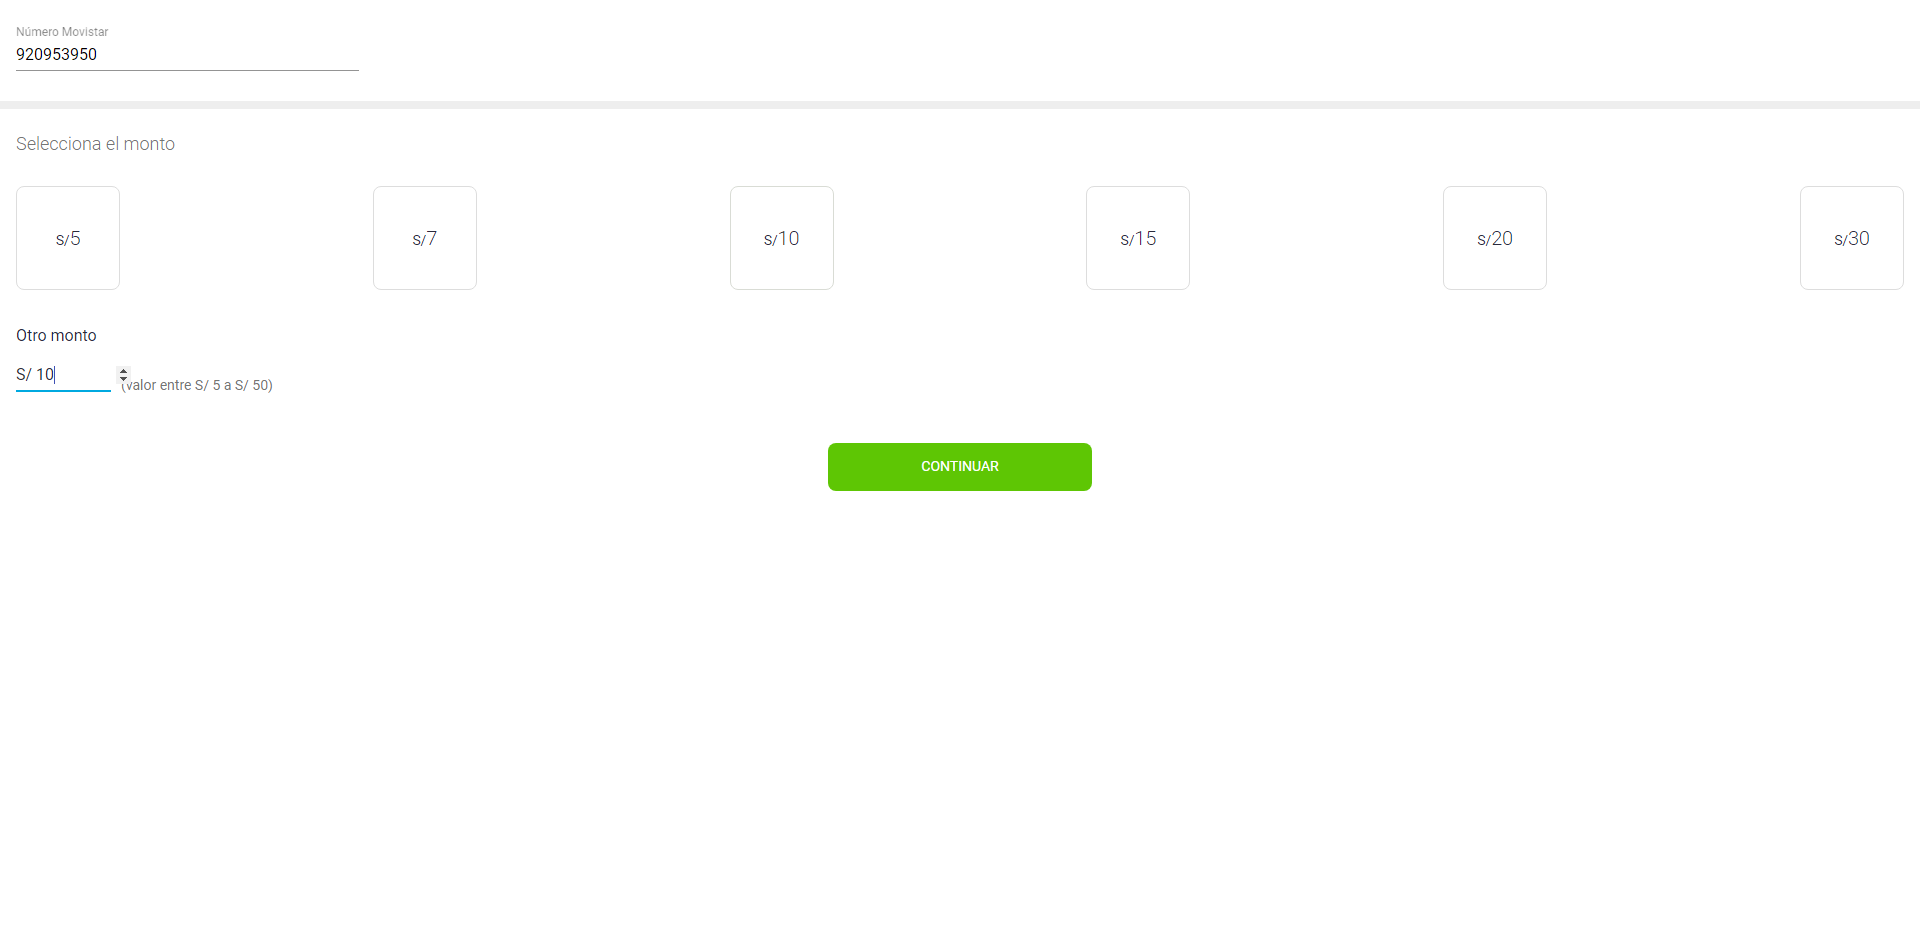 Número Movistar
920953950
Selecciona el monto
s/5 s/7 s/10 s/15 s/20 s/30
Otro monto
S/ 10
(valor entre S/ 5 a S/ 50)
CONTINUAR